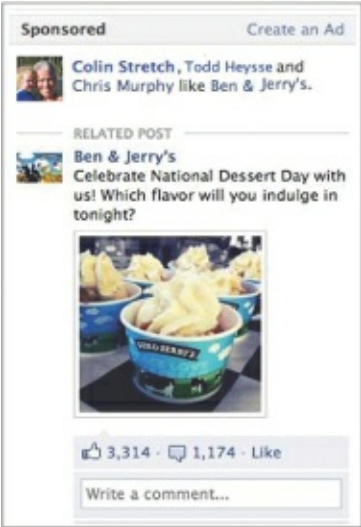 Sponsored Create an Ad
Colin Stretch, Todd Heysse and
Chris Murphy like Ben & Jerry's.
RELATED POST
Ben & Jerry's
Celebrate National Dessert Day with
us! Which flavor will you indulge in
tonight?
BEN & JERRY'S
3,314 · 1,174 · Like
Write a comment...